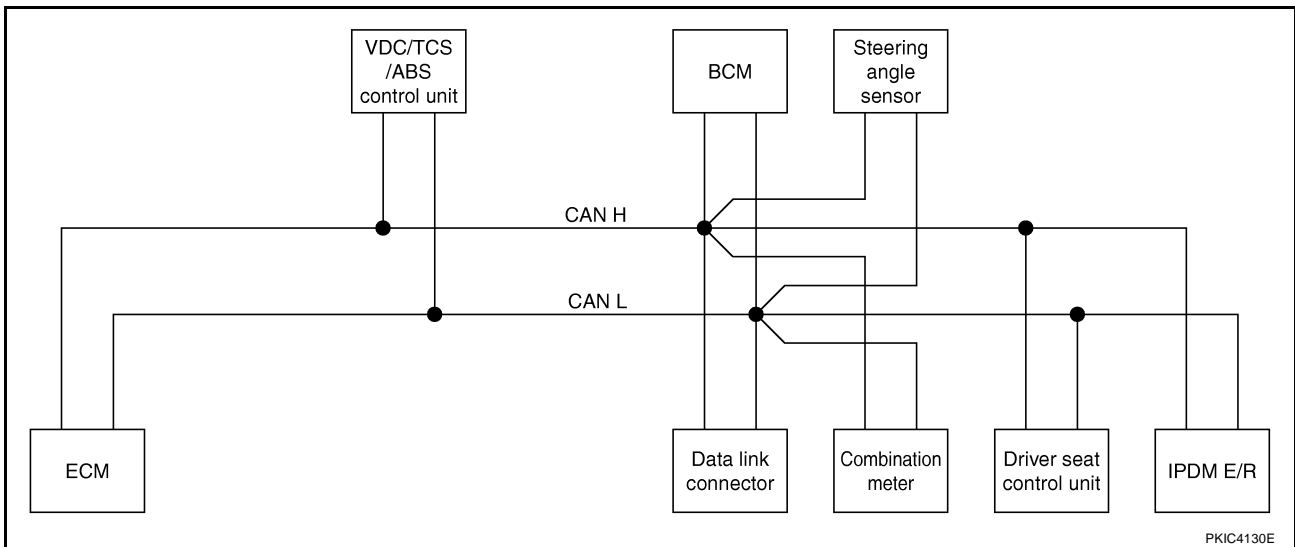 VDC/TCS
/ABS
control unit
BCM
Steering
angle
sensor
CAN H
CAN L
ECM
Data link
connector
Combination
meter
Driver seat
control unit
IPDM E/R
PKIC4130E